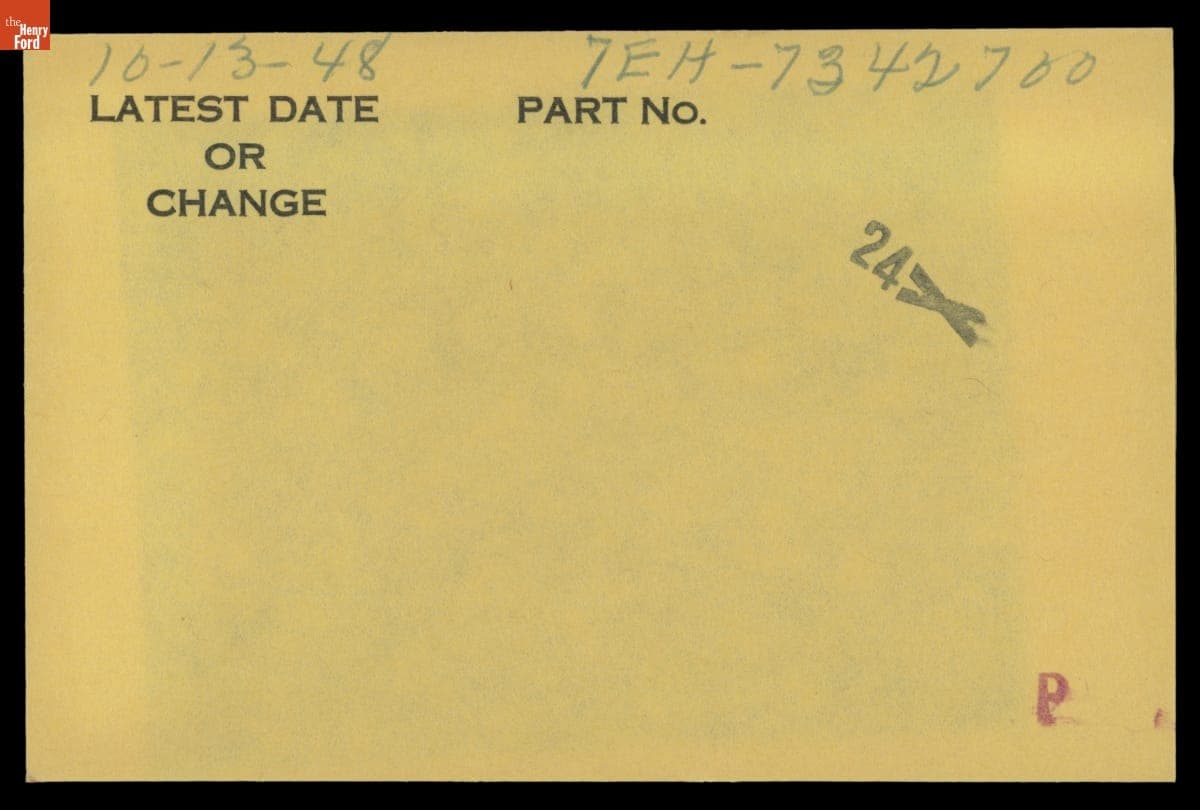 the
Henry
Ford
10-13-48 7EH-7342700
LATEST DATE PART No.
OR
CHANGE
24
P